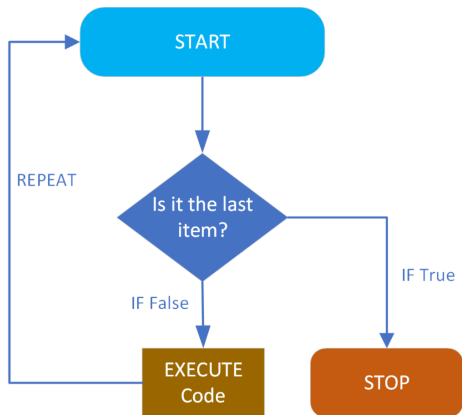 START
REPEAT
Is it the last
item?
IF False
IF True
EXECUTE
Code
STOP